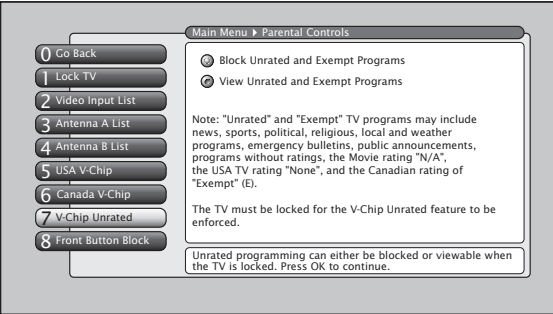 Main Menu ▸ Parental Controls
0 Go Back
1 Lock TV
2 Video Input List
3 Antenna A List
4 Antenna B List
5 USA V-Chip
6 Canada V-Chip
7 V-Chip Unrated
8 Front Button Block
Block Unrated and Exempt Programs
View Unrated and Exempt Programs
Note: "Unrated" and "Exempt" TV programs may include
news, sports, political, religious, local and weather
programs, emergency bulletins, public announcements,
programs without ratings, the Movie rating "N/A",
the USA TV rating "None", and the Canadian rating of
"Exempt" (E).
The TV must be locked for the V-Chip Unrated feature to be
enforced.
Unrated programming can either be blocked or viewable when
the TV is locked. Press OK to continue.